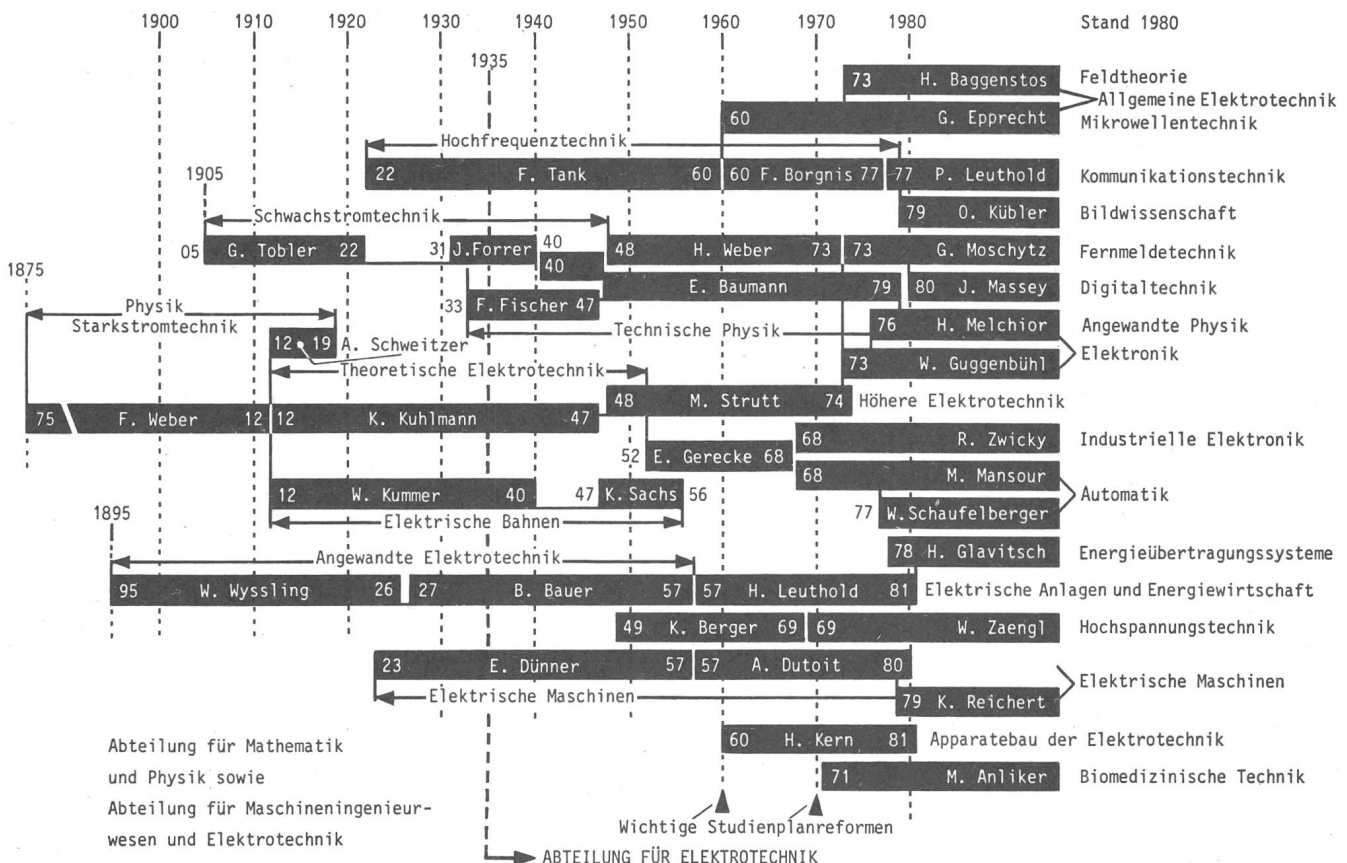 1900 1910 1920 1930 1940 1950 1960 1970 1980 Stand 1980
1935
73 H. Baggenstos Feldtheorie
Allgemeine Elektrotechnik
60 G. Epprecht Mikrowellentechnik
Hochfrequenztechnik
22 F. Tank 60 60 F. Borgnis 77 77 P. Leuthold Kommunikationstechnik
1905
79 O. Kübler Bildwissenschaft
Schwachstromtechnik
05 G. Tobler 22 31 J.Forrer 40 48 H. Weber 73 73 G. Moschytz Fernmeldetechnik
1875
40 E. Baumann 79 80 J. Massey Digitaltechnik
33 F. Fischer 47
Physik
Starkstromtechnik
Technische Physik 76 H. Melchior Angewandte Physik
12 19 A. Schweitzer
Elektronik
73 W. Guggenbühl
Theoretische Elektrotechnik
48 M. Strutt 74 Höhere Elektrotechnik
75 F. Weber 12 12 K. Kuhlmann 47
68 R. Zwicky Industrielle Elektronik
52 E. Gerecke 68
68 M. Mansour
Automatik
12 W. Kummer 40 47 K. Sachs 56
77 W.Schaufelberger
Elektrische Bahnen
1895
78 H. Glavitsch Energieübertragungssysteme
Angewandte Elektrotechnik
95 W. Wyssling 26 27 B. Bauer 57 57 H. Leuthold 81 Elektrische Anlagen und Energiewirtschaft
49 K. Berger 69 69 W. Zaengl Hochspannungstechnik
23 E. Dünner 57 57 A. Dutoit 80
Elektrische Maschinen
Elektrische Maschinen
79 K. Reichert
60 H. Kern 81 Apparatebau der Elektrotechnik
71 M. Anliker Biomedizinische Technik
Wichtige Studienplanreformen
Abteilung für Mathematik
und Physik sowie
Abteilung für Maschineningenieur-
wesen und Elektrotechnik
ABTEILUNG FÜR ELEKTROTECHNIK